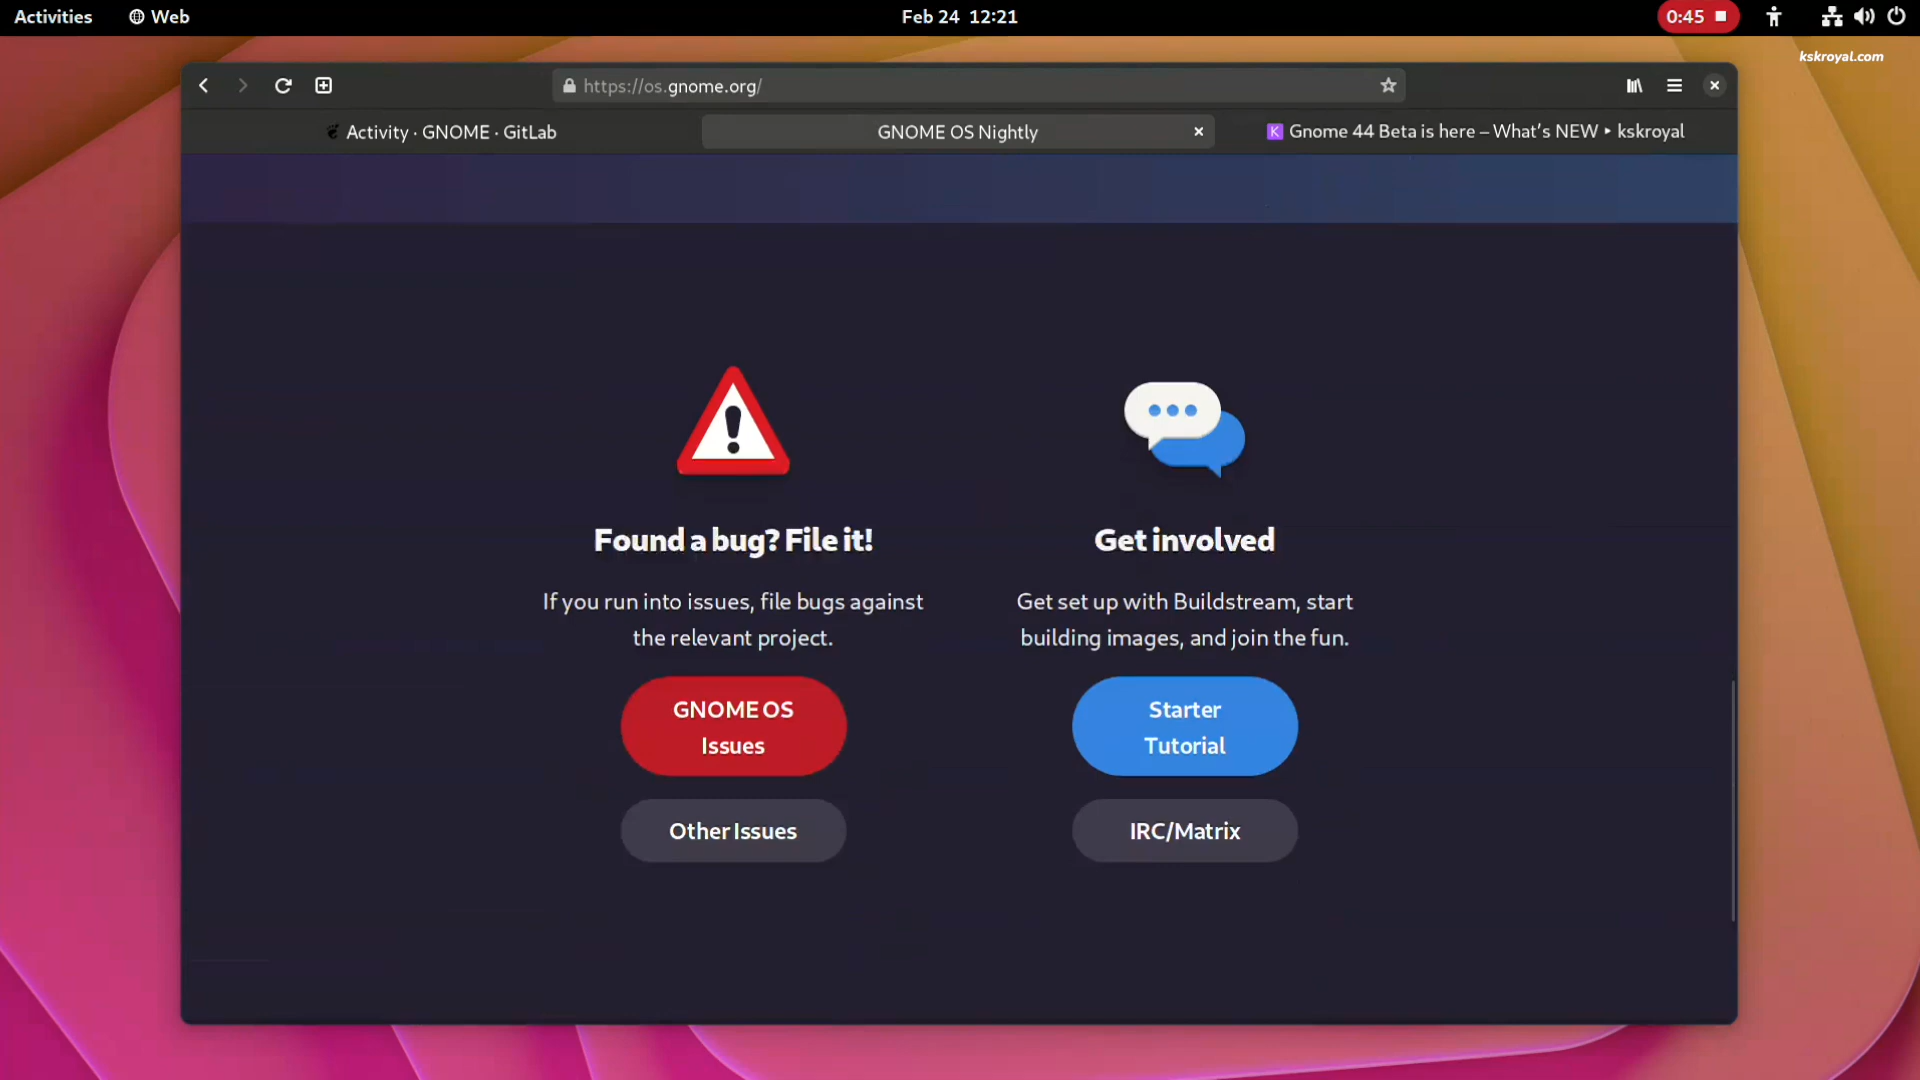 Activities
Web
Feb 24 12:21
0:45
kskroyal.com
https://os.gnome.org/
Activity · GNOME · GitLab
GNOME OS Nightly
K Gnome 44 Beta is here – What's NEW ‣ kskroyal
Found a bug? File it!
If you run into issues, file bugs against
the relevant project.
GNOME OS
Issues
Other Issues
Get involved
Get set up with Buildstream, start
building images, and join the fun.
Starter
Tutorial
IRC/Matrix